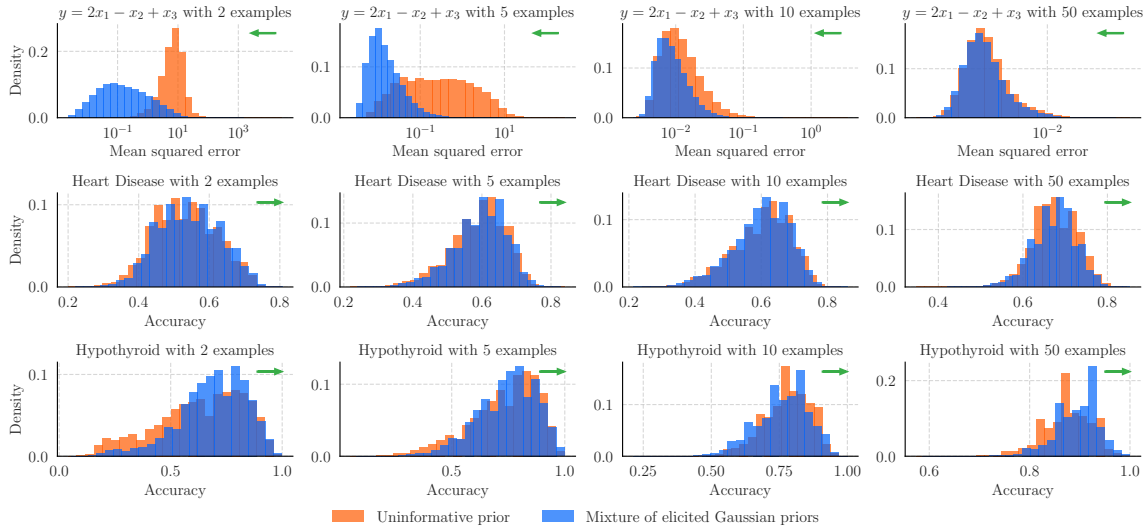 y = 2x₁ − x₂ + x₃ with 2 examples
y = 2x₁ − x₂ + x₃ with 5 examples
y = 2x₁ − x₂ + x₃ with 10 examples
y = 2x₁ − x₂ + x₃ with 50 examples
Density
0.2
0.0
10⁻¹ 10¹ 10³
Mean squared error
0.1
0.0
10⁻¹ 10¹
Mean squared error
0.1
0.0
10⁻² 10⁻¹ 10⁰
Mean squared error
0.1
0.0
10⁻²
Mean squared error
Heart Disease with 2 examples
Heart Disease with 5 examples
Heart Disease with 10 examples
Heart Disease with 50 examples
Density
0.1
0.0
0.2 0.4 0.6 0.8
Accuracy
0.1
0.0
0.2 0.4 0.6 0.8
Accuracy
0.1
0.0
0.2 0.4 0.6 0.8
Accuracy
0.1
0.0
0.4 0.6 0.8
Accuracy
Hypothyroid with 2 examples
Hypothyroid with 5 examples
Hypothyroid with 10 examples
Hypothyroid with 50 examples
Density
0.1
0.0
0.0 0.5 1.0
Accuracy
0.1
0.0
0.5 1.0
Accuracy
0.1
0.0
0.25 0.50 0.75 1.00
Accuracy
0.2
0.0
0.6 0.8 1.0
Accuracy
Uninformative prior
Mixture of elicited Gaussian priors